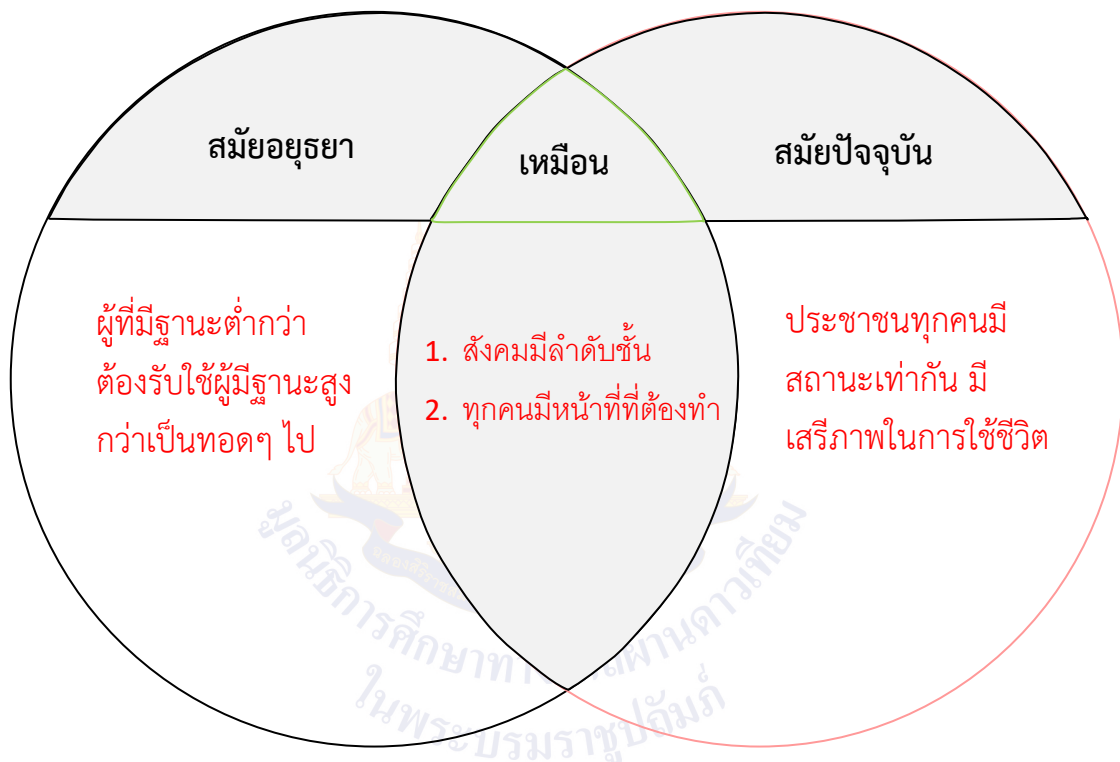 สมัยอยุธยา
เหมือน
สมัยปัจจุบัน
ผู้ที่มีฐานะต่ำกว่า
ต้องรับใช้ผู้มีฐานะสูง
กว่าเป็นทอดๆ ไป
1. สังคมมีลำดับชั้น
2. ทุกคนมีหน้าที่ที่ต้องทำ
ประชาชนทุกคนมี
สถานะเท่ากัน มี
เสรีภาพในการใช้ชีวิต
มูลนิธิการศึกษาทา
ผ่านดาวเทียม
ในพระบรมราชูปถัมภ์